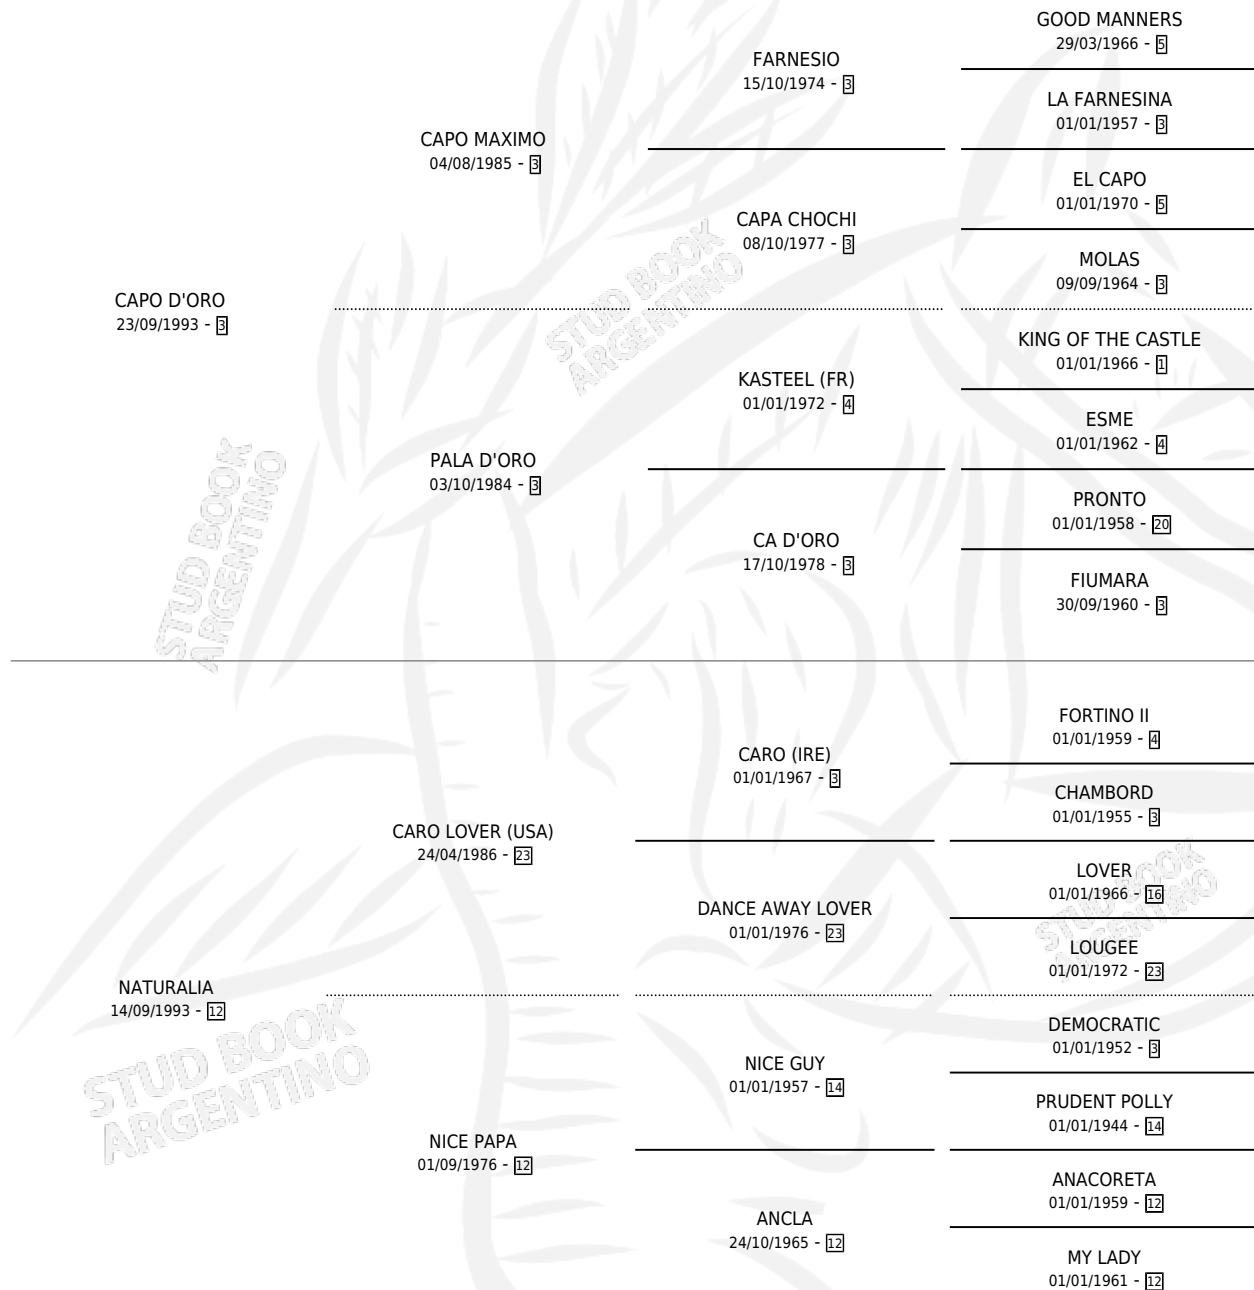 GOOD MANNERS
29/03/1966 - 5
FARNESIO
15/10/1974 - 3
LA FARNESINA
01/01/1957 - 3
CAPO MAXIMO
04/08/1985 - 3
EL CAPO
01/01/1970 - 5
CAPA CHOCHI
08/10/1977 - 3
MOLAS
09/09/1964 - 3
CAPO D'ORO
23/09/1993 - 3
KING OF THE CASTLE
01/01/1966 - 1
KASTEEL (FR)
01/01/1972 - 4
ESME
01/01/1962 - 4
PALA D'ORO
03/10/1984 - 3
PRONTO
01/01/1958 - 20
CA D'ORO
17/10/1978 - 3
FIUMARA
30/09/1960 - 3
FORTINO II
01/01/1959 - 4
CARO (IRE)
01/01/1967 - 3
CHAMBORD
01/01/1955 - 3
CARO LOVER (USA)
24/04/1986 - 23
LOVER
01/01/1966 - 16
DANCE AWAY LOVER
01/01/1976 - 23
LOUGEE
01/01/1972 - 23
NATURALIA
14/09/1993 - 12
DEMOCRATIC
01/01/1952 - 3
NICE GUY
01/01/1957 - 14
PRUDENT POLLY
01/01/1944 - 14
NICE PAPA
01/09/1976 - 12
ANACORETA
01/01/1959 - 12
ANCLA
24/10/1965 - 12
MY LADY
01/01/1961 - 12
STUD BOOK
ARGENTINO
STUD BOOK
ARGENTINO
STUD BOOK
ARGENTINO
STUD BOOK
ARGENTINO